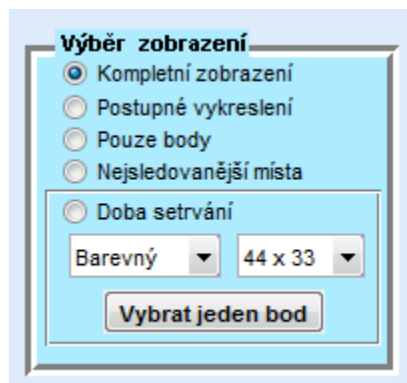 Výběr zobrazení
Kompletní zobrazení
Postupné vykreslení
Pouze body
Nejsledovanější místa
Doba setrvání
Barevný 44 x 33
Vybrat jeden bod